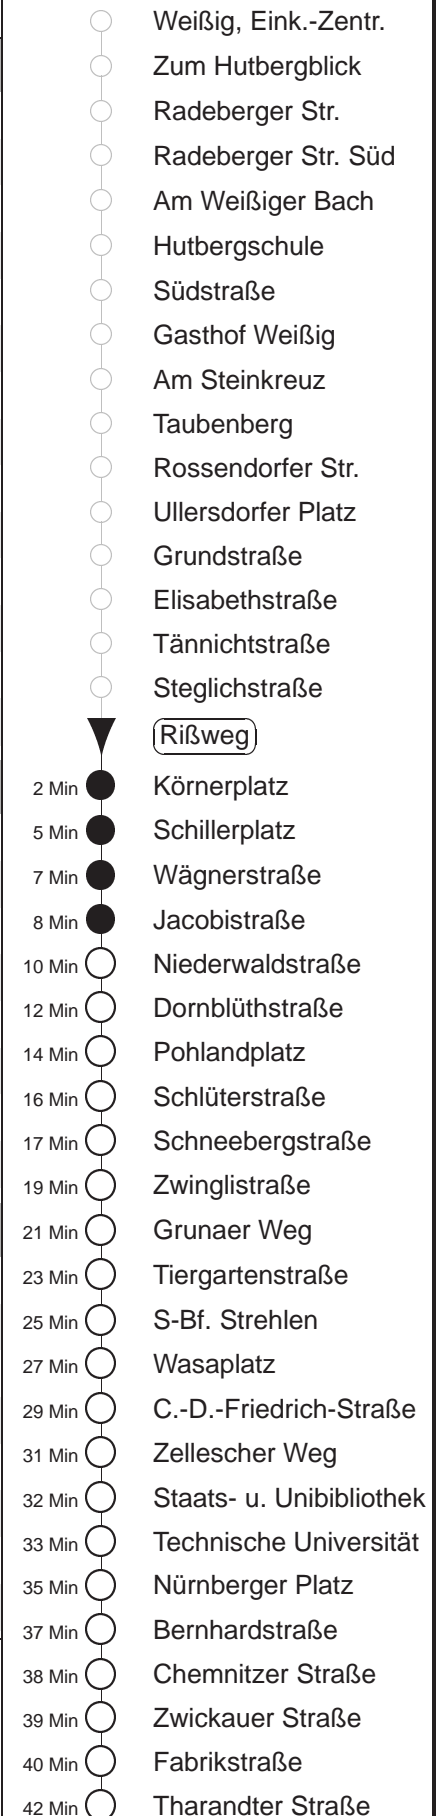 Weißig, Eink.-Zentr.
Zum Hutbergblick
Radeberger Str.
Radeberger Str. Süd
Am Weißiger Bach
Hutbergschule
Südstraße
Gasthof Weißig
Am Steinkreuz
Taubenberg
Rossendorfer Str.
Ullersdorfer Platz
Grundstraße
Elisabethstraße
Tännichtstraße
Steglichstraße
Rißweg
2 Min Körnerplatz
5 Min Schillerplatz
7 Min Wägnerstraße
8 Min Jacobistraße
10 Min Niederwaldstraße
12 Min Dornblüthstraße
14 Min Pohlandplatz
16 Min Schlüterstraße
17 Min Schneebergstraße
19 Min Zwinglistraße
21 Min Grunaer Weg
23 Min Tiergartenstraße
25 Min S-Bf. Strehlen
27 Min Wasaplatz
29 Min C.-D.-Friedrich-Straße
31 Min Zellescher Weg
32 Min Staats- u. Unibibliothek
33 Min Technische Universität
35 Min Nürnberger Platz
37 Min Bernhardstraße
38 Min Chemnitzer Straße
39 Min Zwickauer Straße
40 Min Fabrikstraße
42 Min Tharandter Straße